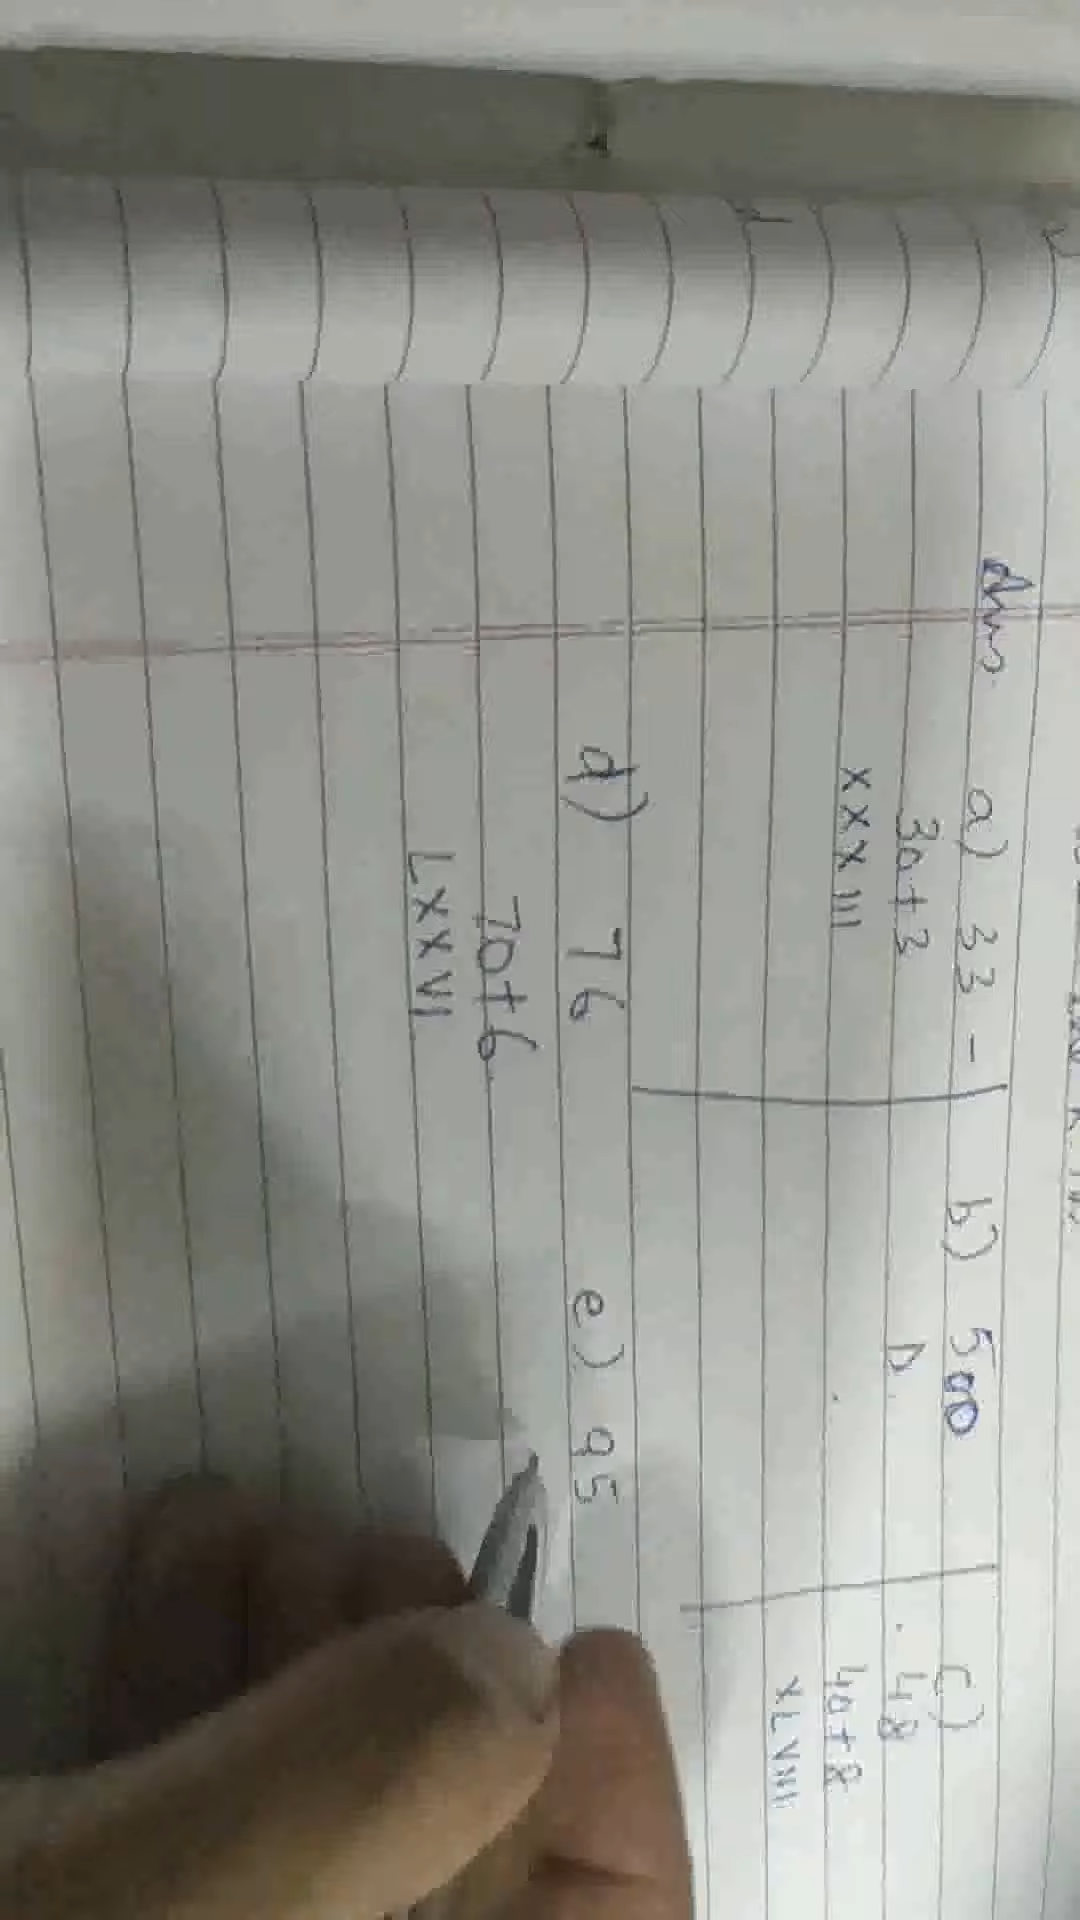 Ans. a) 33 -
30+3
XXXIII
b) 500
D.
c)
48
40+8
XLVIII
d) 76
70+6
LXXVI
e) 95